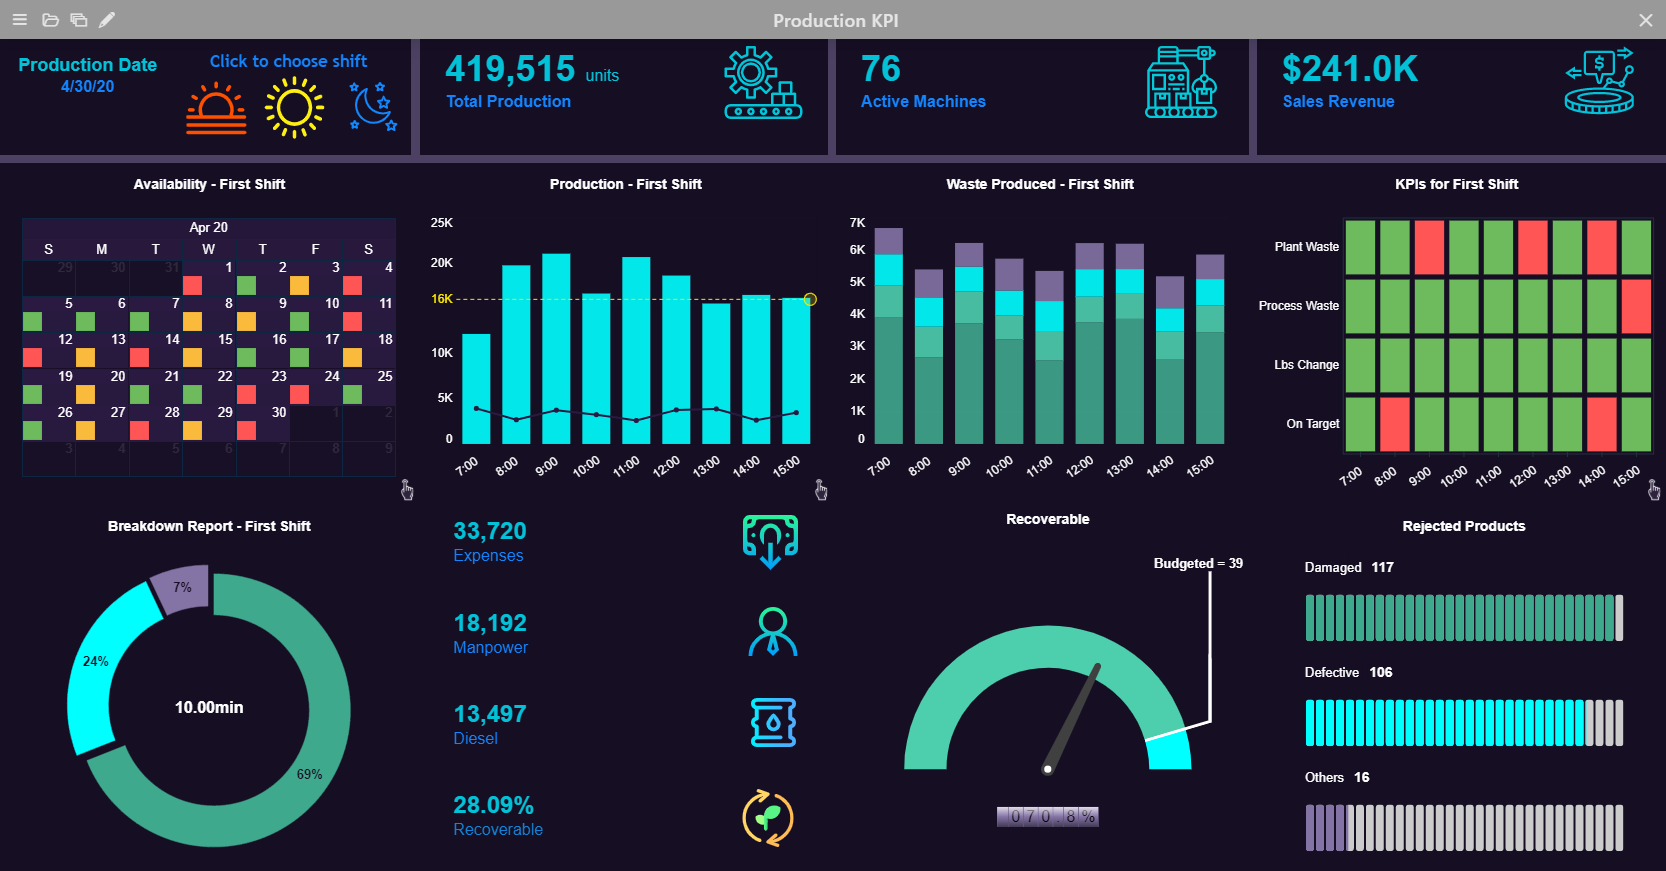 Production KPI
Production Date
4/30/20
Click to choose shift
419,515 units
Total Production
76
Active Machines
$241.0K
Sales Revenue
Availability - First Shift
Apr 20
S M T W T F S
29 30 31 1 2 3 4
5 6 7 8 9 10 11
12 13 14 15 16 17 18
19 20 21 22 23 24 25
26 27 28 29 30 1 2
3 4 5 6 7 8 9
Production - First Shift
25K
20K
16K
10K
5K
0
7:00 8:00 9:00 10:00 11:00 12:00 13:00 14:00 15:00
Waste Produced - First Shift
7K
6K
5K
4K
3K
2K
1K
0
7:00 8:00 9:00 10:00 11:00 12:00 13:00 14:00 15:00
KPIs for First Shift
Plant Waste
Process Waste
Lbs Change
On Target
7:00 8:00 9:00 10:00 11:00 12:00 13:00 14:00 15:00
Breakdown Report - First Shift
7%
24%
10.00min
69%
33,720
Expenses
18,192
Manpower
13,497
Diesel
28.09%
Recoverable
Recoverable
Budgeted = 39
070.8%
Rejected Products
Damaged 117
Defective 106
Others 16